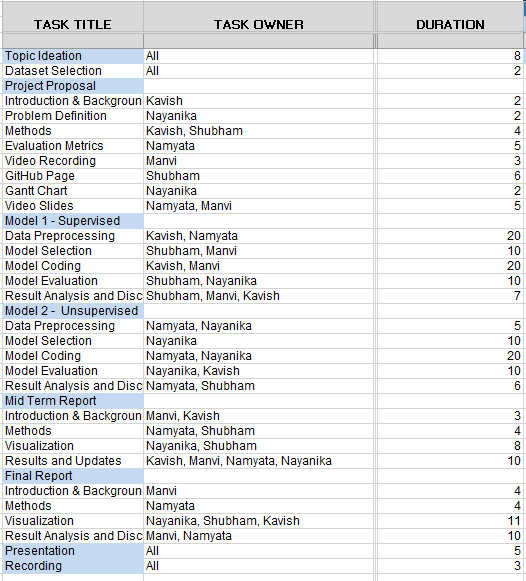 TASK TITLE TASK OWNER DURATION
Topic Ideation All 8
Dataset Selection All 2
Project Proposal
Introduction & Backgroun Kavish 2
Problem Definition Nayanika 2
Methods Kavish, Shubham 4
Evaluation Metrics Namyata 5
Video Recording Manvi 3
GitHub Page Shubham 6
Gantt Chart Nayanika 2
Video Slides Namyata, Manvi 5
Model 1 - Supervised
Data Preprocessing Kavish, Namyata 20
Model Selection Shubham, Manvi 10
Model Coding Kavish, Manvi 20
Model Evaluation Shubham, Nayanika 10
Result Analysis and Disc Shubham, Manvi, Kavish 7
Model 2 - Unsupervised
Data Preprocessing Namyata, Nayanika 5
Model Selection Nayanika 10
Model Coding Namyata, Nayanika 20
Model Evaluation Nayanika, Kavish 10
Result Analysis and Disc Namyata, Shubham 6
Mid Term Report
Introduction & Backgroun Manvi, Kavish 3
Methods Namyata, Shubham 4
Visualization Nayanika, Shubham 8
Results and Updates Kavish, Manvi, Namyata, Nayanika 10
Final Report
Introduction & Backgroun Manvi 4
Methods Namyata 4
Visualization Nayanika, Shubham, Kavish 11
Result Analysis and Disc Manvi, Namyata 10
Presentation All 5
Recording All 3